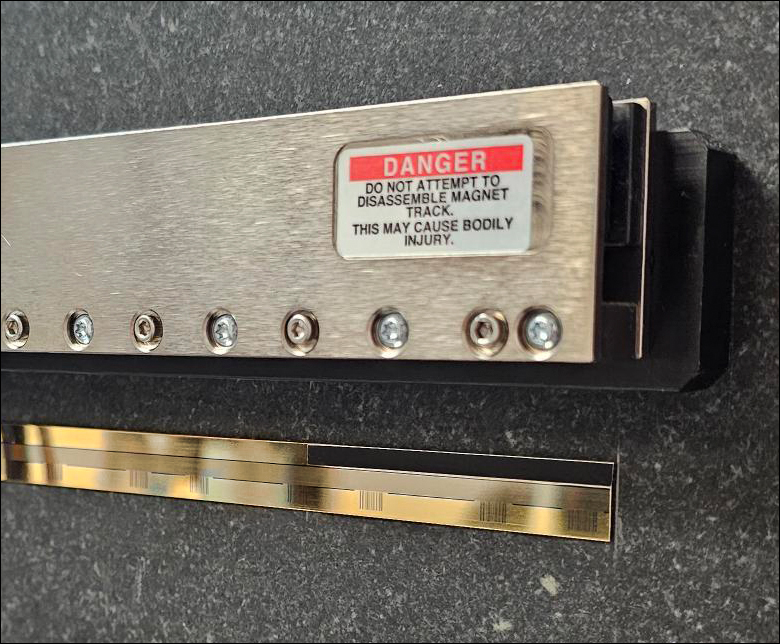 DANGER
DO NOT ATTEMPT TO
DISASSEMBLE MAGNET
TRACK.
THIS MAY CAUSE BODILY
INJURY.